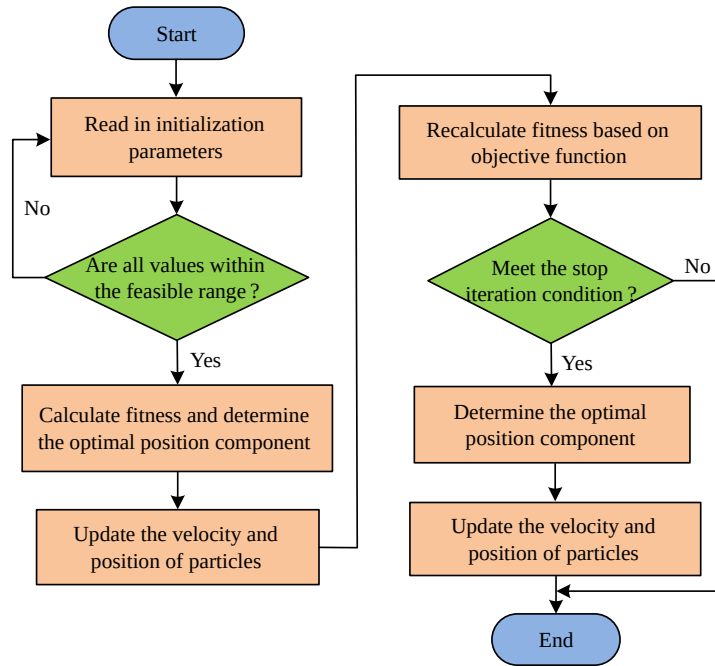 Start
Read in initialization
parameters
No
Are all values within
the feasible range ?
Yes
Calculate fitness and determine
the optimal position component
Update the velocity and
position of particles
Recalculate fitness based on
objective function
Meet the stop
iteration condition ?
No
Yes
Determine the optimal
position component
Update the velocity and
position of particles
End